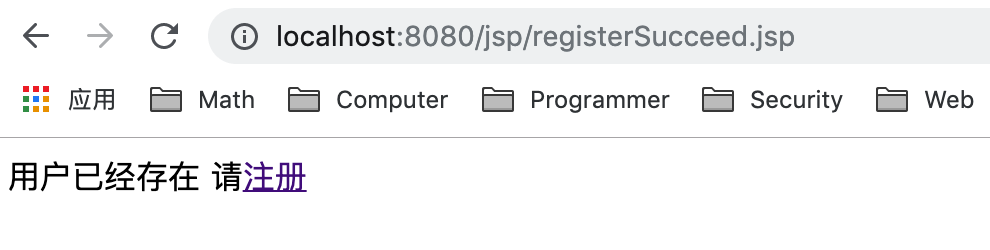 localhost:8080/jsp/registerSucceed.jsp
应用 Math Computer Programmer Security Web
用户已经存在 请注册